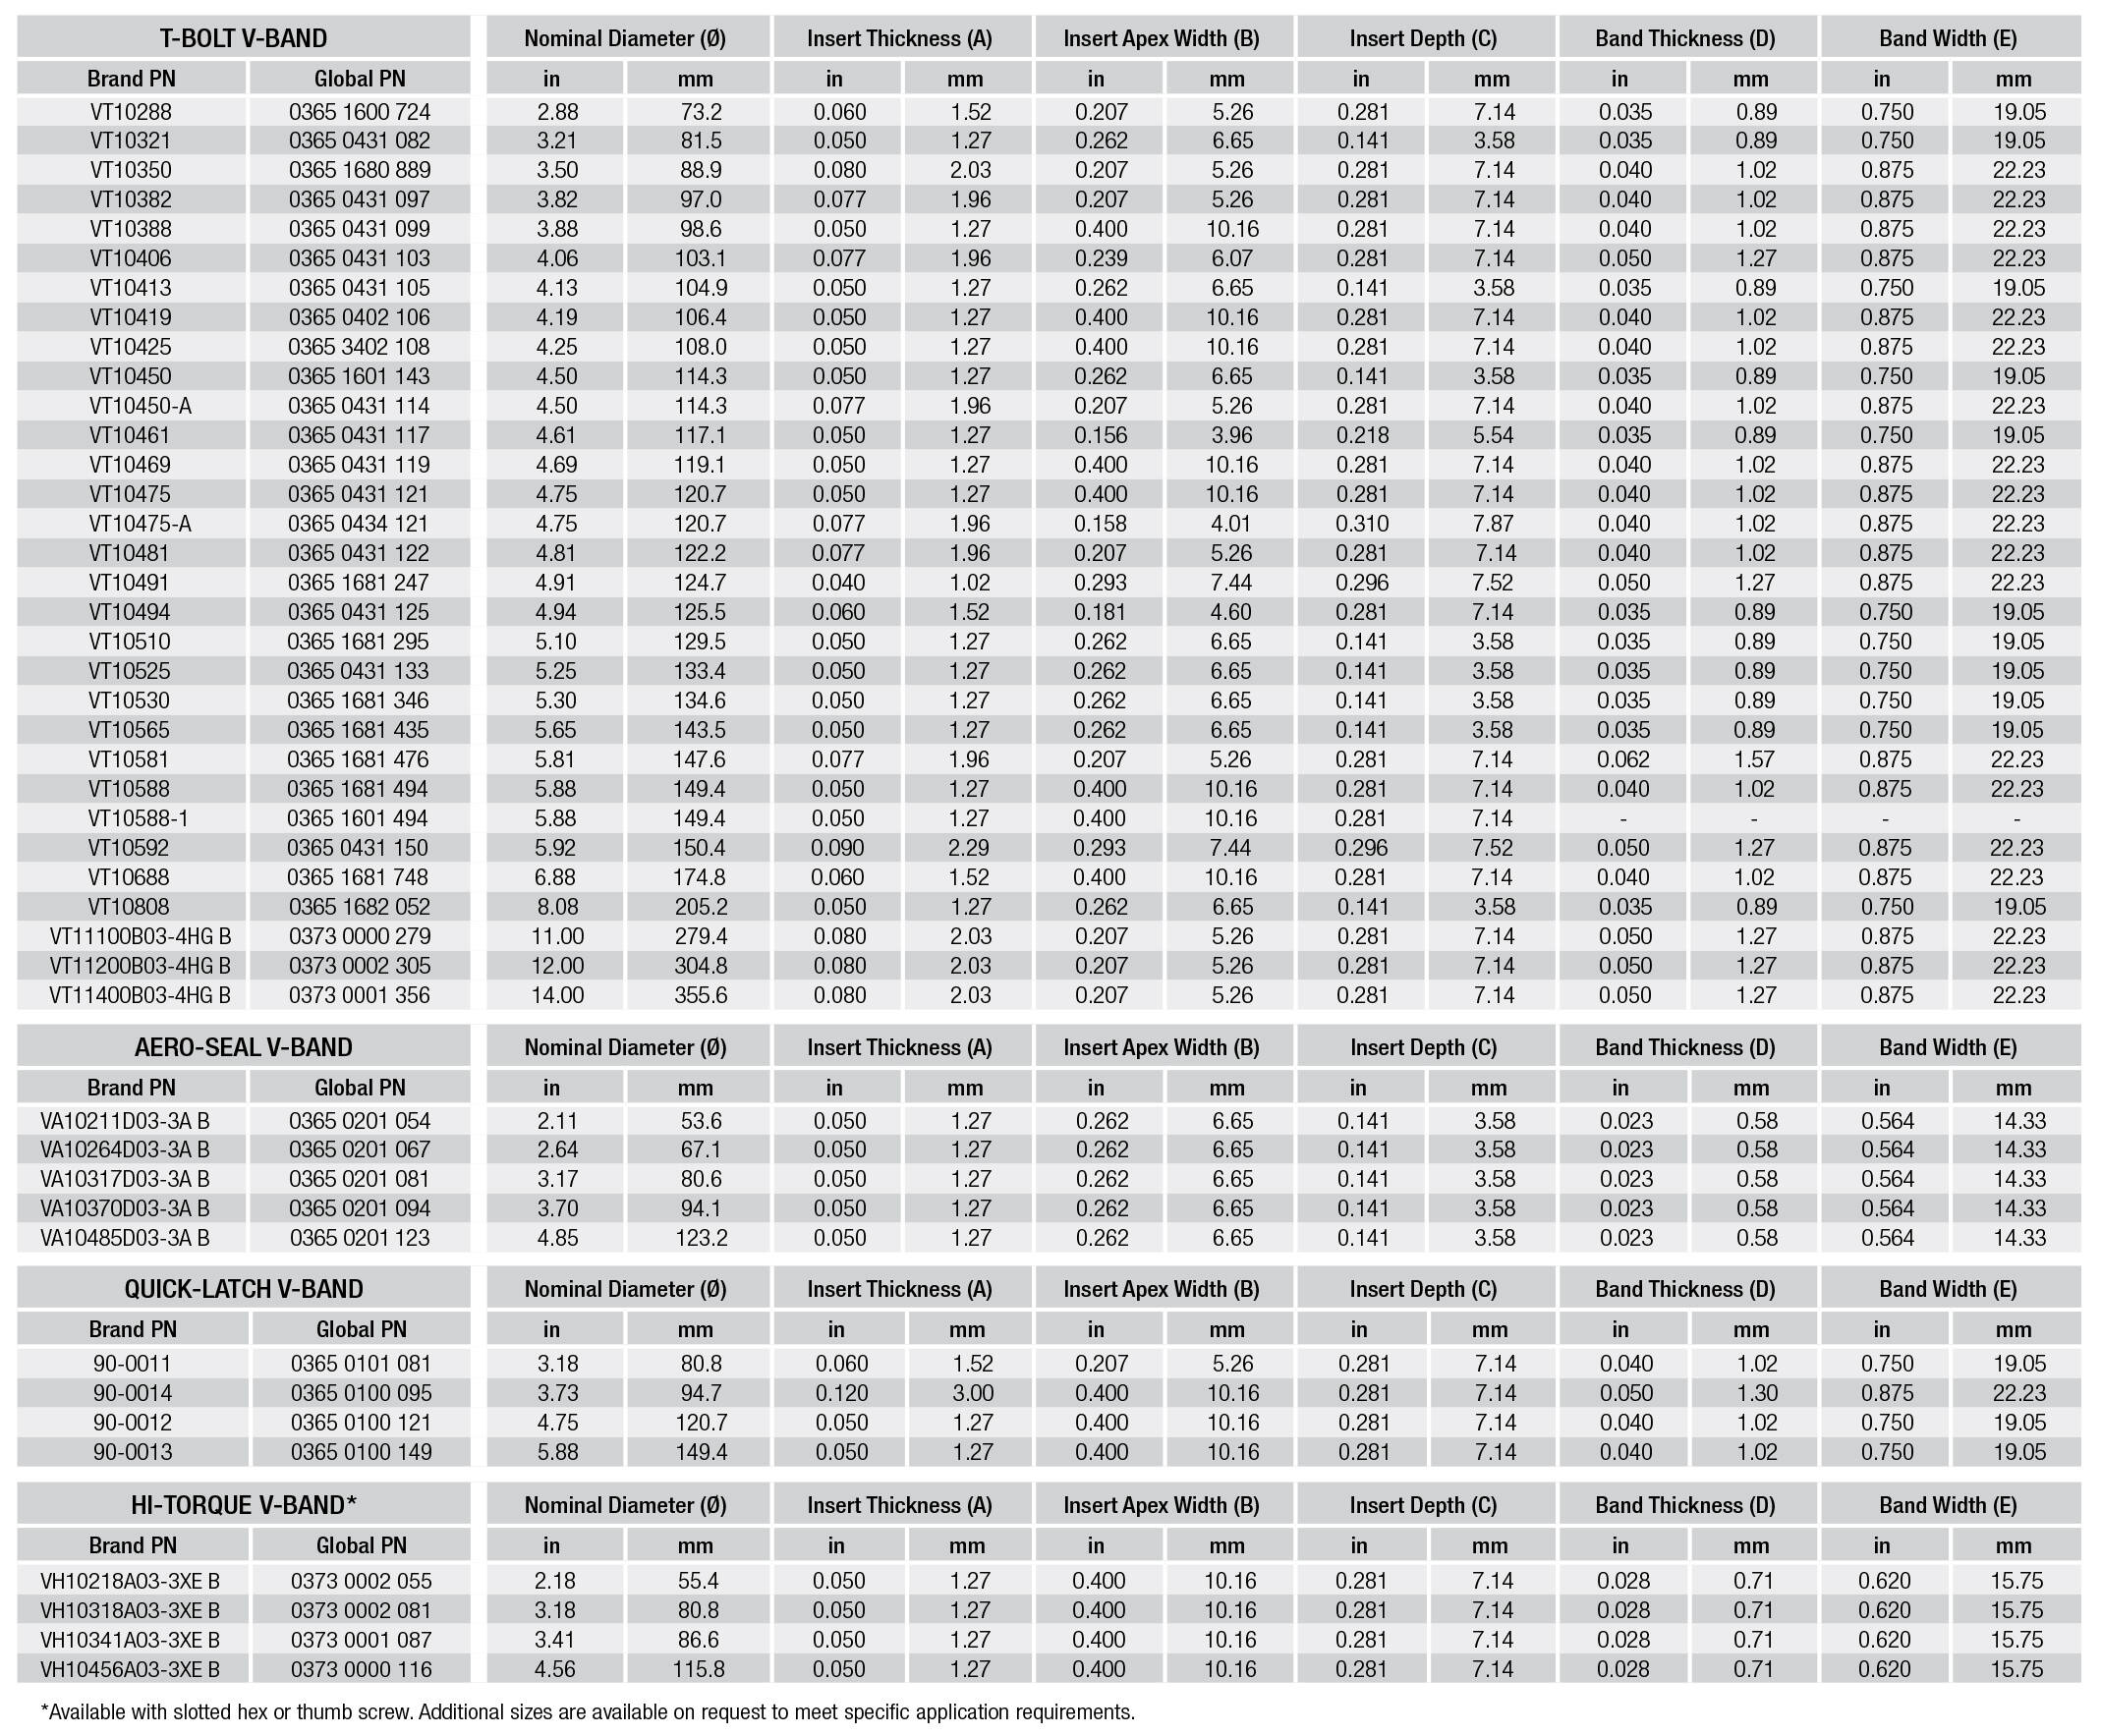 T-BOLT V-BAND Nominal Diameter (Ø) Insert Thickness (A) Insert Apex Width (B) Insert Depth (C) Band Thickness (D) Band Width (E)
Brand PN Global PN in mm in mm in mm in mm in mm in mm
VT10288 0365 1600 724 2.88 73.2 0.060 1.52 0.207 5.26 0.281 7.14 0.035 0.89 0.750 19.05
VT10321 0365 0431 082 3.21 81.5 0.050 1.27 0.262 6.65 0.141 3.58 0.035 0.89 0.750 19.05
VT10350 0365 1680 889 3.50 88.9 0.080 2.03 0.207 5.26 0.281 7.14 0.040 1.02 0.875 22.23
VT10382 0365 0431 097 3.82 97.0 0.077 1.96 0.207 5.26 0.281 7.14 0.040 1.02 0.875 22.23
VT10388 0365 0431 099 3.88 98.6 0.050 1.27 0.400 10.16 0.281 7.14 0.040 1.02 0.875 22.23
VT10406 0365 0431 103 4.06 103.1 0.077 1.96 0.239 6.07 0.281 7.14 0.050 1.27 0.875 22.23
VT10413 0365 0431 105 4.13 104.9 0.050 1.27 0.262 6.65 0.141 3.58 0.035 0.89 0.750 19.05
VT10419 0365 0402 106 4.19 106.4 0.050 1.27 0.400 10.16 0.281 7.14 0.040 1.02 0.875 22.23
VT10425 0365 3402 108 4.25 108.0 0.050 1.27 0.400 10.16 0.281 7.14 0.040 1.02 0.875 22.23
VT10450 0365 1601 143 4.50 114.3 0.050 1.27 0.262 6.65 0.141 3.58 0.035 0.89 0.750 19.05
VT10450-A 0365 0431 114 4.50 114.3 0.077 1.96 0.207 5.26 0.281 7.14 0.040 1.02 0.875 22.23
VT10461 0365 0431 117 4.61 117.1 0.050 1.27 0.156 3.96 0.218 5.54 0.035 0.89 0.750 19.05
VT10469 0365 0431 119 4.69 119.1 0.050 1.27 0.400 10.16 0.281 7.14 0.040 1.02 0.875 22.23
VT10475 0365 0431 121 4.75 120.7 0.050 1.27 0.400 10.16 0.281 7.14 0.040 1.02 0.875 22.23
VT10475-A 0365 0434 121 4.75 120.7 0.077 1.96 0.158 4.01 0.310 7.87 0.040 1.02 0.875 22.23
VT10481 0365 0431 122 4.81 122.2 0.077 1.96 0.207 5.26 0.281 7.14 0.040 1.02 0.875 22.23
VT10491 0365 1681 247 4.91 124.7 0.040 1.02 0.293 7.44 0.296 7.52 0.050 1.27 0.875 22.23
VT10494 0365 0431 125 4.94 125.5 0.060 1.52 0.181 4.60 0.281 7.14 0.035 0.89 0.750 19.05
VT10510 0365 1681 295 5.10 129.5 0.050 1.27 0.262 6.65 0.141 3.58 0.035 0.89 0.750 19.05
VT10525 0365 0431 133 5.25 133.4 0.050 1.27 0.262 6.65 0.141 3.58 0.035 0.89 0.750 19.05
VT10530 0365 1681 346 5.30 134.6 0.050 1.27 0.262 6.65 0.141 3.58 0.035 0.89 0.750 19.05
VT10565 0365 1681 435 5.65 143.5 0.050 1.27 0.262 6.65 0.141 3.58 0.035 0.89 0.750 19.05
VT10581 0365 1681 476 5.81 147.6 0.077 1.96 0.207 5.26 0.281 7.14 0.062 1.57 0.875 22.23
VT10588 0365 1681 494 5.88 149.4 0.050 1.27 0.400 10.16 0.281 7.14 0.040 1.02 0.875 22.23
VT10588-1 0365 1601 494 5.88 149.4 0.050 1.27 0.400 10.16 0.281 7.14 - - - -
VT10592 0365 0431 150 5.92 150.4 0.090 2.29 0.293 7.44 0.296 7.52 0.050 1.27 0.875 22.23
VT10688 0365 1681 748 6.88 174.8 0.060 1.52 0.400 10.16 0.281 7.14 0.040 1.02 0.875 22.23
VT10808 0365 1682 052 8.08 205.2 0.050 1.27 0.262 6.65 0.141 3.58 0.035 0.89 0.750 19.05
VT11100B03-4HG B 0373 0000 279 11.00 279.4 0.080 2.03 0.207 5.26 0.281 7.14 0.050 1.27 0.875 22.23
VT11200B03-4HG B 0373 0002 305 12.00 304.8 0.080 2.03 0.207 5.26 0.281 7.14 0.050 1.27 0.875 22.23
VT11400B03-4HG B 0373 0001 356 14.00 355.6 0.080 2.03 0.207 5.26 0.281 7.14 0.050 1.27 0.875 22.23
AERO-SEAL V-BAND Nominal Diameter (Ø) Insert Thickness (A) Insert Apex Width (B) Insert Depth (C) Band Thickness (D) Band Width (E)
Brand PN Global PN in mm in mm in mm in mm in mm in mm
VA10211D03-3A B 0365 0201 054 2.11 53.6 0.050 1.27 0.262 6.65 0.141 3.58 0.023 0.58 0.564 14.33
VA10264D03-3A B 0365 0201 067 2.64 67.1 0.050 1.27 0.262 6.65 0.141 3.58 0.023 0.58 0.564 14.33
VA10317D03-3A B 0365 0201 081 3.17 80.6 0.050 1.27 0.262 6.65 0.141 3.58 0.023 0.58 0.564 14.33
VA10370D03-3A B 0365 0201 094 3.70 94.1 0.050 1.27 0.262 6.65 0.141 3.58 0.023 0.58 0.564 14.33
VA10485D03-3A B 0365 0201 123 4.85 123.2 0.050 1.27 0.262 6.65 0.141 3.58 0.023 0.58 0.564 14.33
QUICK-LATCH V-BAND Nominal Diameter (Ø) Insert Thickness (A) Insert Apex Width (B) Insert Depth (C) Band Thickness (D) Band Width (E)
Brand PN Global PN in mm in mm in mm in mm in mm in mm
90-0011 0365 0101 081 3.18 80.8 0.060 1.52 0.207 5.26 0.281 7.14 0.040 1.02 0.750 19.05
90-0014 0365 0100 095 3.73 94.7 0.120 3.00 0.400 10.16 0.281 7.14 0.050 1.30 0.875 22.23
90-0012 0365 0100 121 4.75 120.7 0.050 1.27 0.400 10.16 0.281 7.14 0.040 1.02 0.750 19.05
90-0013 0365 0100 149 5.88 149.4 0.050 1.27 0.400 10.16 0.281 7.14 0.040 1.02 0.750 19.05
HI-TORQUE V-BAND* Nominal Diameter (Ø) Insert Thickness (A) Insert Apex Width (B) Insert Depth (C) Band Thickness (D) Band Width (E)
Brand PN Global PN in mm in mm in mm in mm in mm in mm
VH10218A03-3XE B 0373 0002 055 2.18 55.4 0.050 1.27 0.400 10.16 0.281 7.14 0.028 0.71 0.620 15.75
VH10318A03-3XE B 0373 0002 081 3.18 80.8 0.050 1.27 0.400 10.16 0.281 7.14 0.028 0.71 0.620 15.75
VH10341A03-3XE B 0373 0001 087 3.41 86.6 0.050 1.27 0.400 10.16 0.281 7.14 0.028 0.71 0.620 15.75
VH10456A03-3XE B 0373 0000 116 4.56 115.8 0.050 1.27 0.400 10.16 0.281 7.14 0.028 0.71 0.620 15.75
*Available with slotted hex or thumb screw. Additional sizes are available on request to meet specific application requirements.